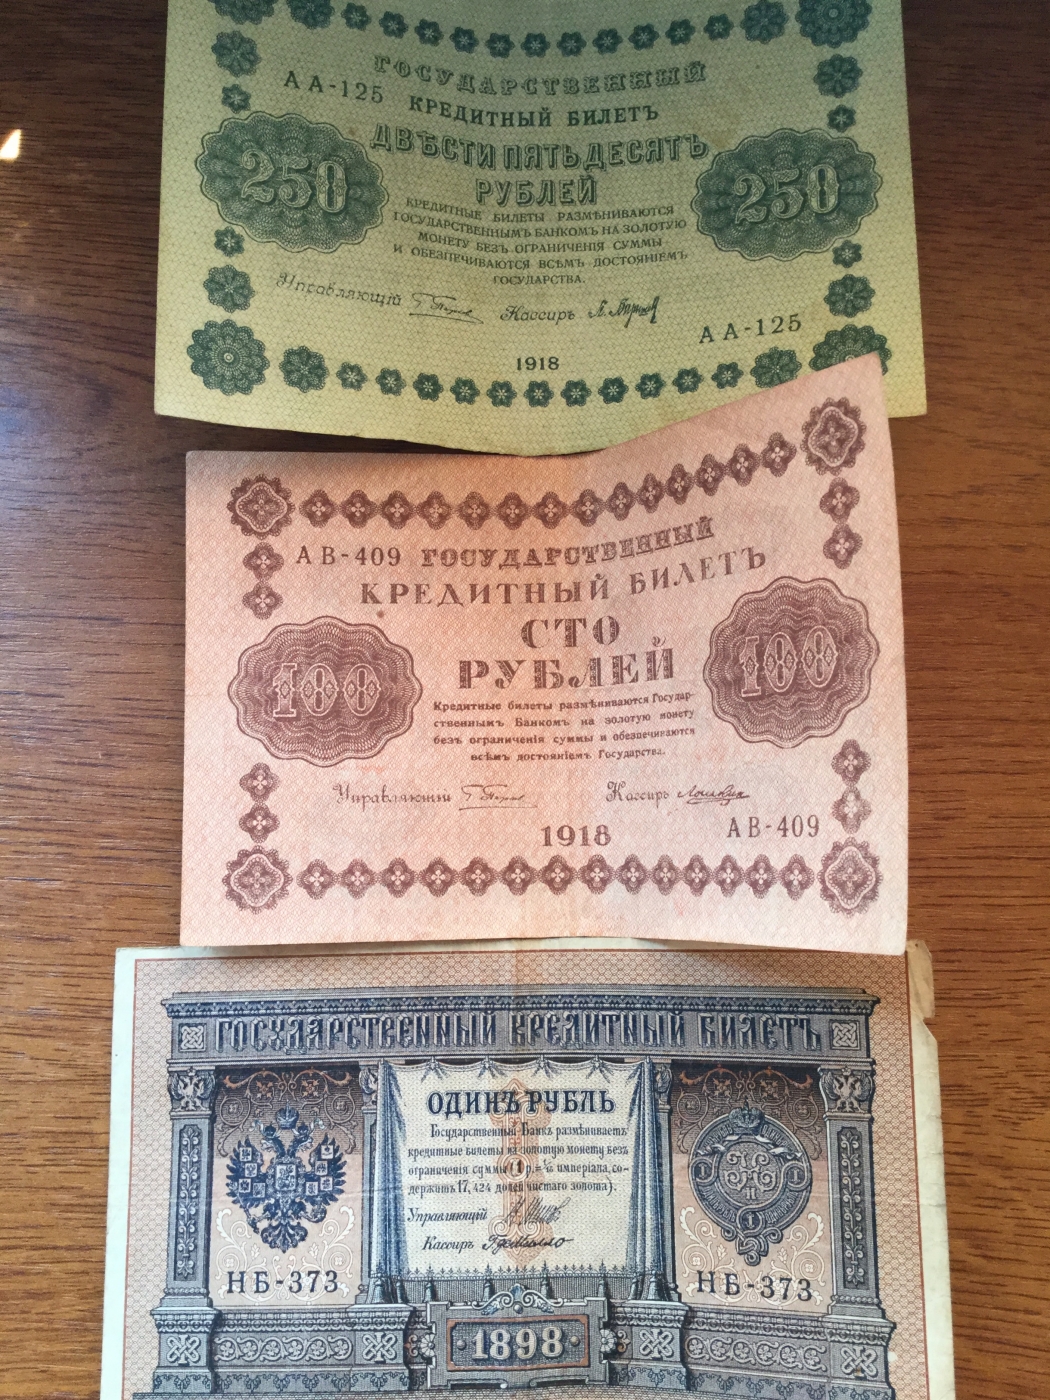 ГОСУДАРСТВЕННЫЙ
АА-125 КРЕДИТНЫЙ БИЛЕТЪ
ДВѢСТИ ПЯТЬДЕСЯТЪ
РУБЛЕЙ
250
250
КРЕДИТНЫЕ БИЛЕТЫ РАЗМѢНИВАЮТСЯ
ГОСУДАРСТВЕННЫМЪ БАНКОМЪ НА ЗОЛОТУЮ
МОНЕТУ БЕЗЪ ОГРАНИЧЕНІЯ СУММЫ
И ОБЕЗПЕЧИВАЮТСЯ ВСѢМЪ ДОСТОЯНІЕМЪ
ГОСУДАРСТВА.
Управляющій
Кассиръ
АА-125
1918
АВ-409 ГОСУДАРСТВЕННЫЙ
КРЕДИТНЫЙ БИЛЕТЪ
СТО
РУБЛЕЙ
100
100
Кредитные билеты размѣниваются Государ-
ственнымъ Банкомъ на золотую монету
безъ ограниченія суммы и обезпечиваются
всѣмъ достояніемъ Государства.
Управляющій
Кассиръ
1918
АВ-409
ГОСУДАРСТВЕННЫЙ КРЕДИТНЫЙ БИЛЕТЪ
ОДИНЪ РУБЛЬ
Государственный Банкъ размѣниваетъ
кредитные билеты на золотую монету безъ
ограниченія суммы (1 р.=1/15 имперіала, со-
держитъ 17,424 долей чистаго золота).
Управляющій
Кассиръ
НБ-373
НБ-373
1898